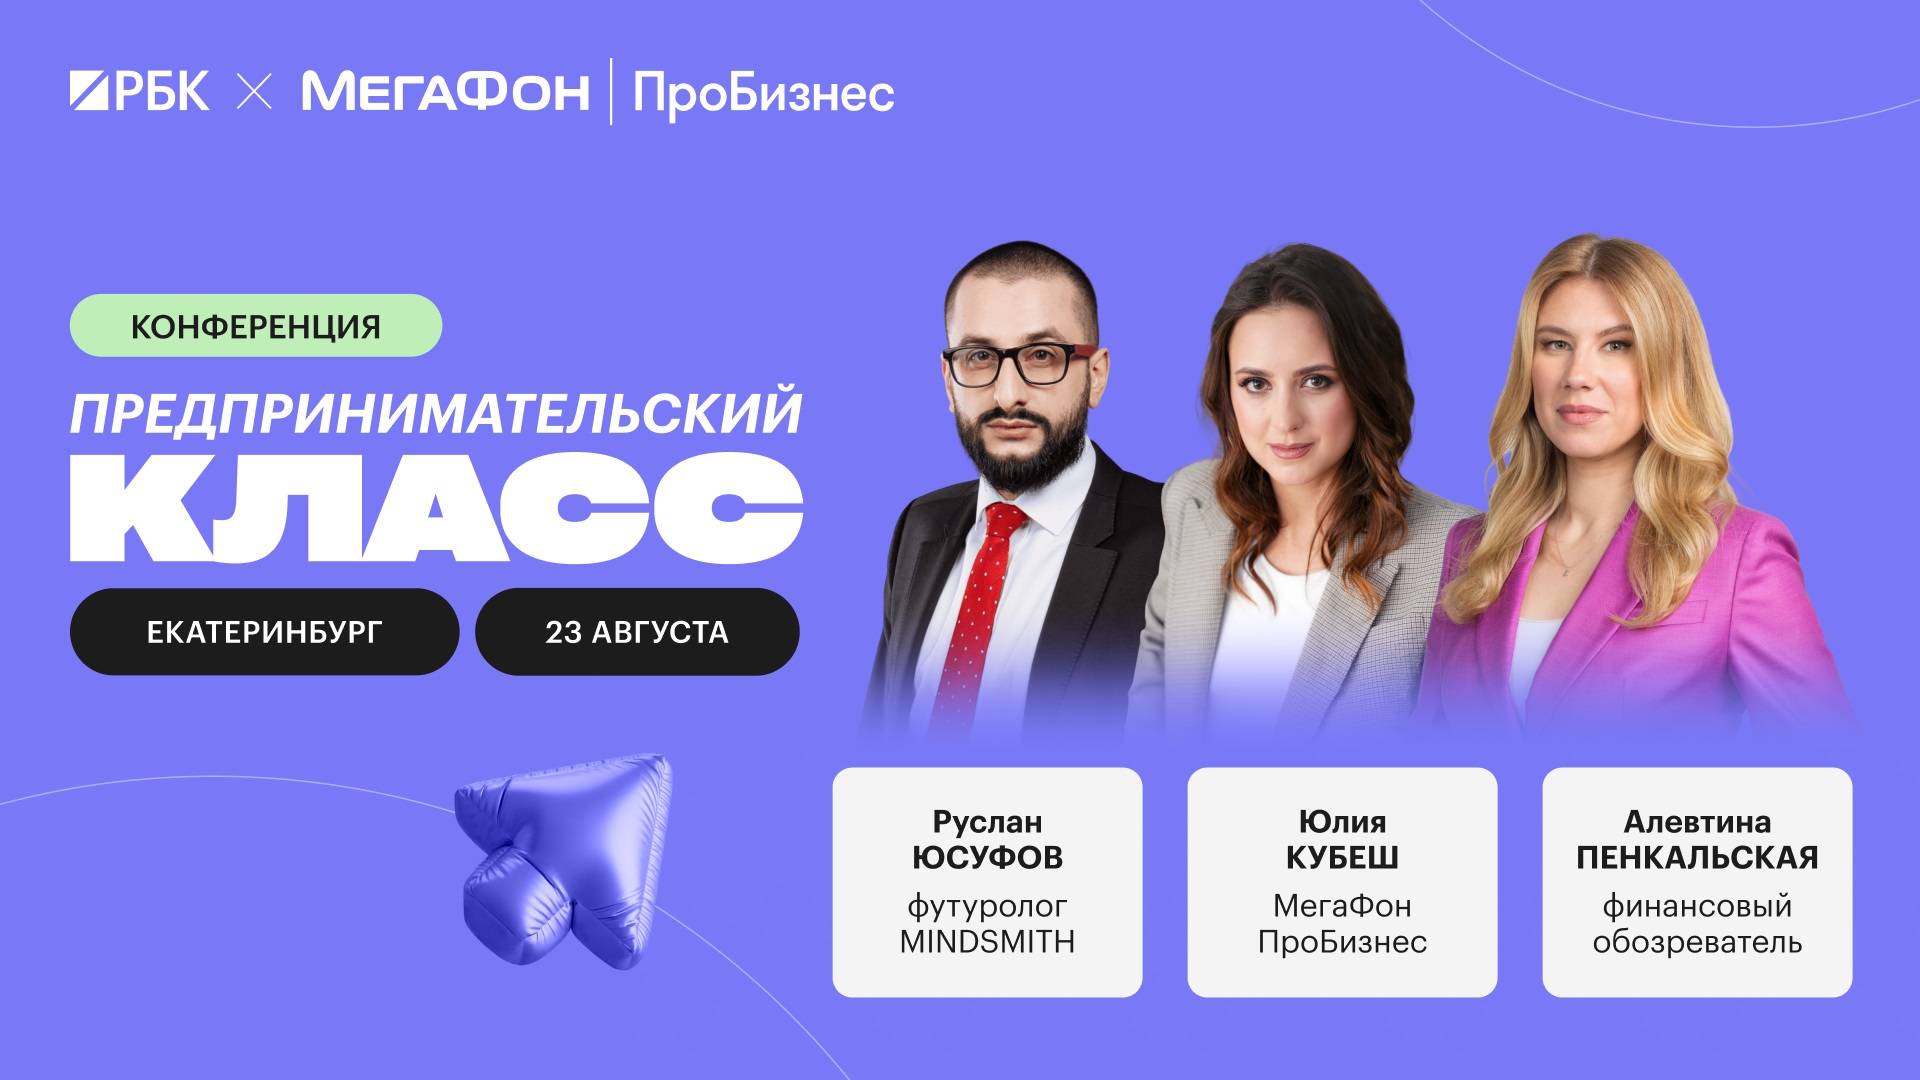 РБК × МЕГАФОН | ПроБизнес
КОНФЕРЕНЦИЯ
ПРЕДПРИНИМАТЕЛЬСКИЙ
КЛАСС
ЕКАТЕРИНБУРГ
23 АВГУСТА
Руслан
ЮСУФОВ
футуролог
MINDSMITH
Юлия
КУБЕШ
МегаФон
ПроБизнес
Алевтина
ПЕНКАЛЬСКАЯ
финансовый
обозреватель